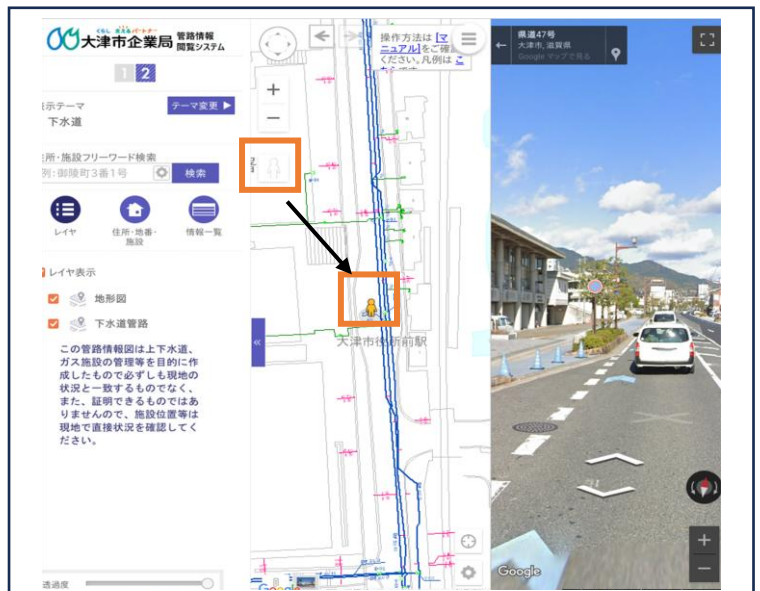 くらし 支えるパートナー
大津市企業局 管路情報
閲覧システム
1 2
表示テーマ
テーマ変更 ▶
下水道
住所・施設フリーワード検索
例:御陵町3番1号
検索
レイヤ
住所・地番・
施設
情報一覧
レイヤ表示
地形図
下水道管路
この管路情報図は上下水道、
ガス施設の管理等を目的に作
成したもので必ずしも現地の
状況と一致するものでなく、
また、証明できるものではあ
りませんので、施設位置等は
現地で直接状況を確認してく
ださい。
透過度
操作方法は [マ
ニュアル]をご確認
ください。凡例は こ
+
−
«
大津市役所前駅
Google
県道47号
大津市, 滋賀県
Google マップで見る
Google
+
−